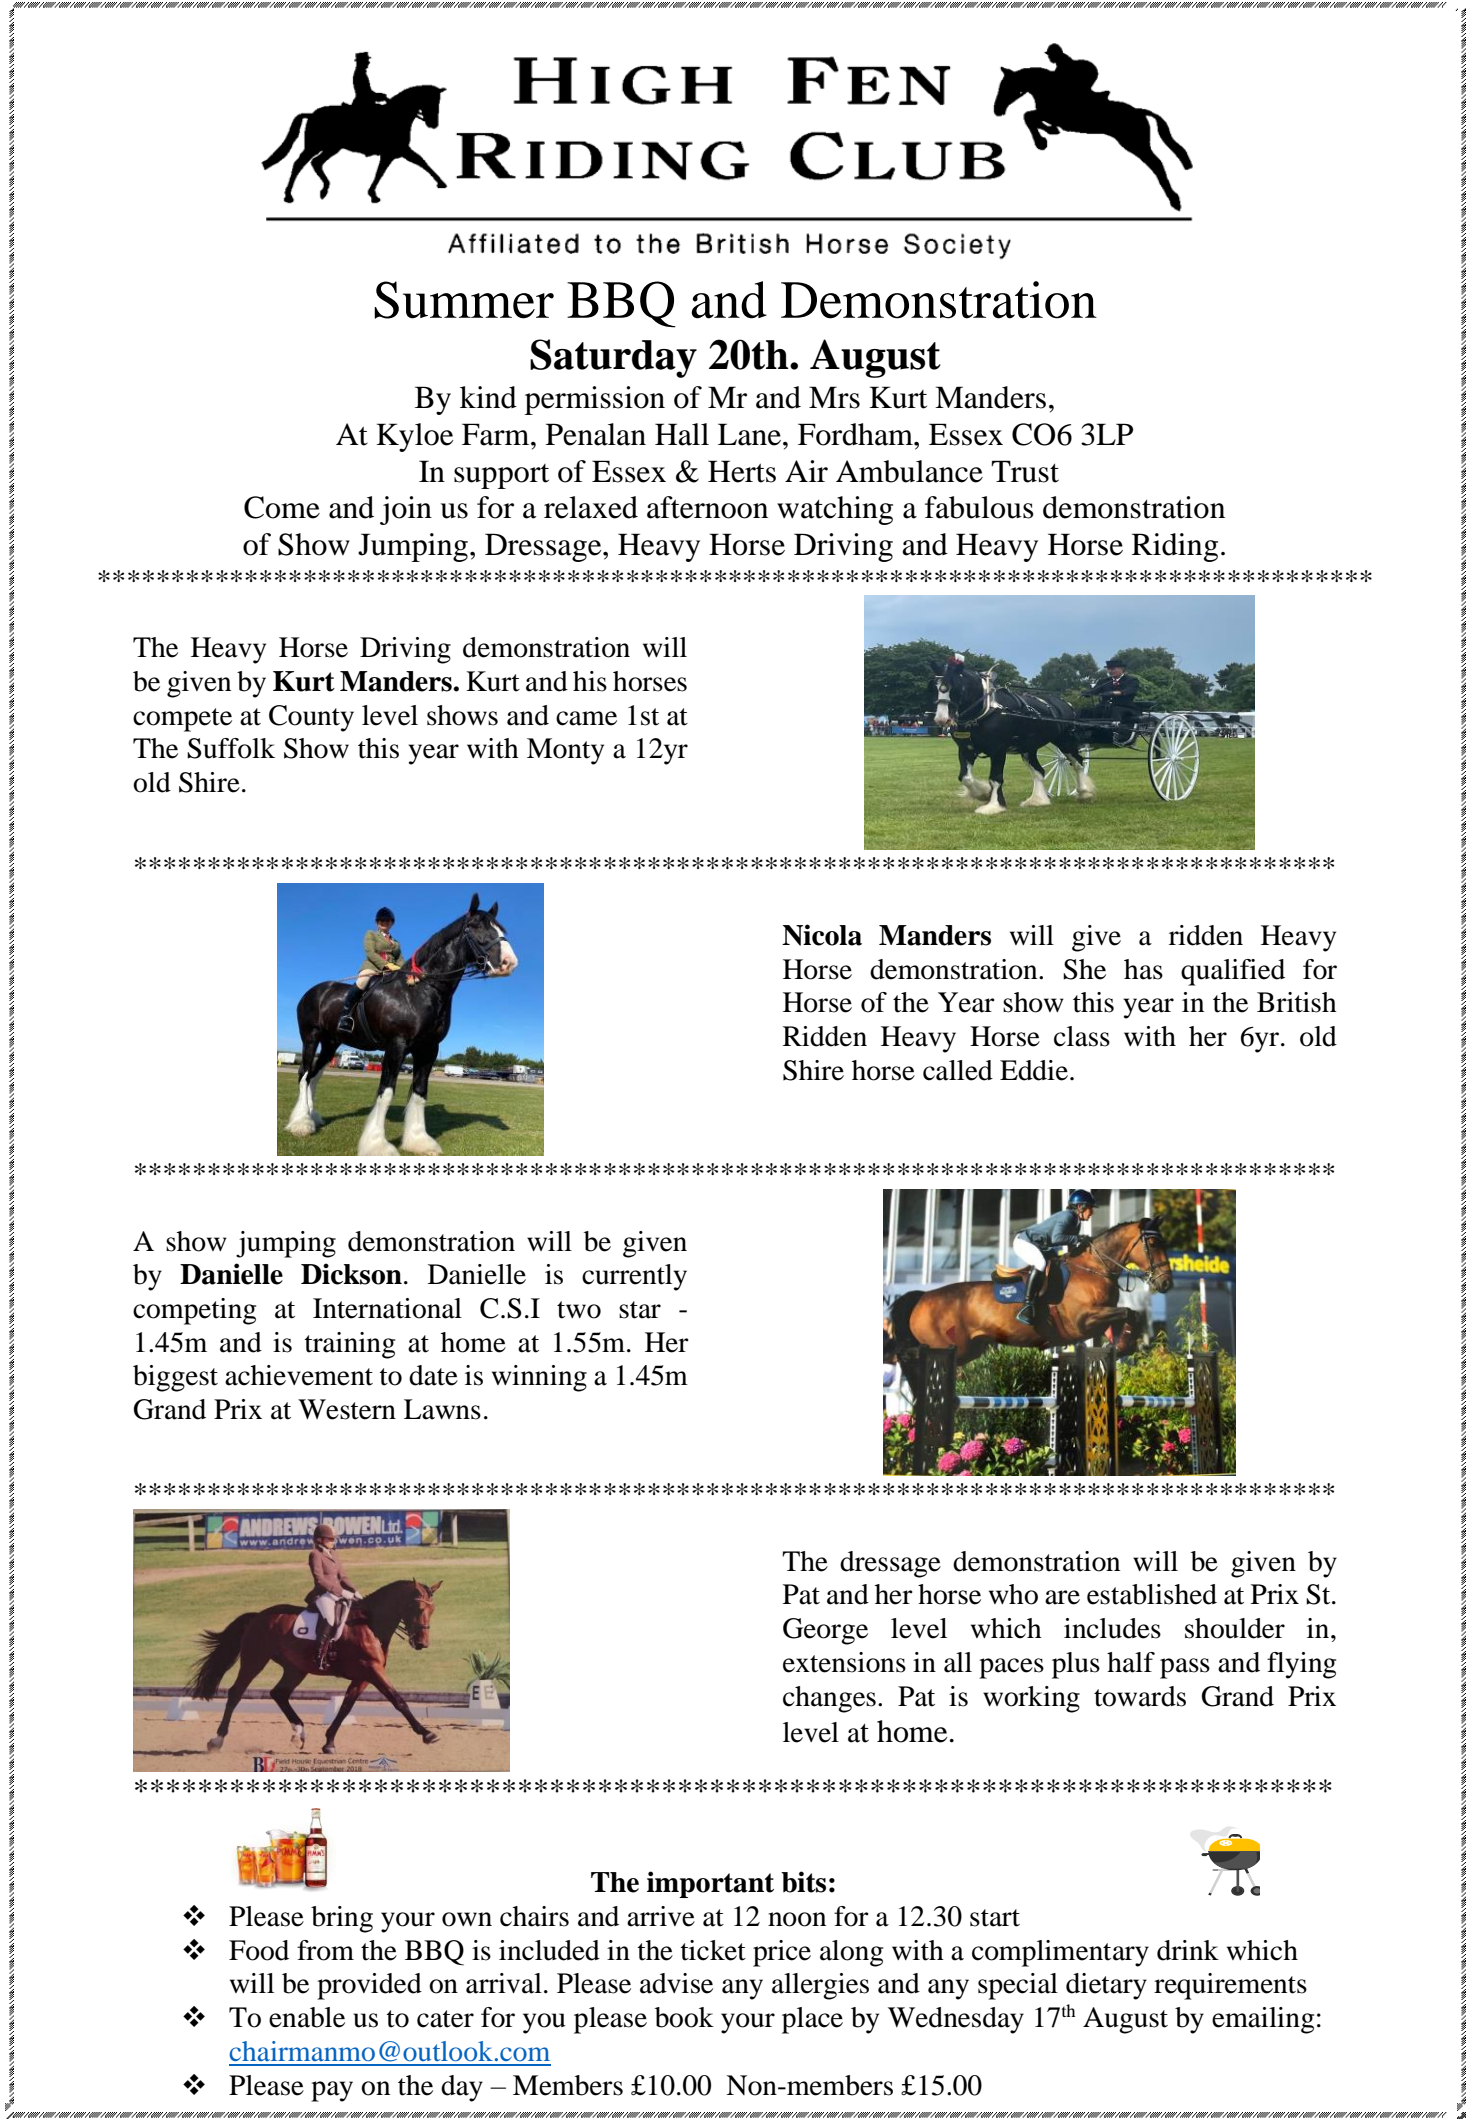 HIGH FEN
RIDING CLUB
Affiliated to the British Horse Society
Summer BBQ and Demonstration
Saturday 20th. August
By kind permission of Mr and Mrs Kurt Manders,
At Kyloe Farm, Penalan Hall Lane, Fordham, Essex CO6 3LP
In support of Essex & Herts Air Ambulance Trust
Come and join us for a relaxed afternoon watching a fabulous demonstration
of Show Jumping, Dressage, Heavy Horse Driving and Heavy Horse Riding.
The Heavy Horse Driving demonstration will
be given by Kurt Manders. Kurt and his horses
compete at County level shows and came 1st at
The Suffolk Show this year with Monty a 12yr
old Shire.
Nicola Manders will give a ridden Heavy
Horse demonstration. She has qualified for
Horse of the Year show this year in the British
Ridden Heavy Horse class with her 6yr. old
Shire horse called Eddie.
A show jumping demonstration will be given
by Danielle Dickson. Danielle is currently
competing at International C.S.I two star -
1.45m and is training at home at 1.55m. Her
biggest achievement to date is winning a 1.45m
Grand Prix at Western Lawns.
rsheide
ANDREWS BOWEN Ltd.
The dressage demonstration will be given by
Pat and her horse who are established at Prix St.
George level which includes shoulder in,
extensions in all paces plus half pass and flying
changes. Pat is working towards Grand Prix
level at home.
E E
Field House Equestrian Centre
27th -30th September 2018
PIMM'S
The important bits:
❖ Please bring your own chairs and arrive at 12 noon for a 12.30 start
❖ Food from the BBQ is included in the ticket price along with a complimentary drink which
will be provided on arrival. Please advise any allergies and any special dietary requirements
❖ To enable us to cater for you please book your place by Wednesday 17th August by emailing:
chairmanmo@outlook.com
❖ Please pay on the day – Members £10.00 Non-members £15.00